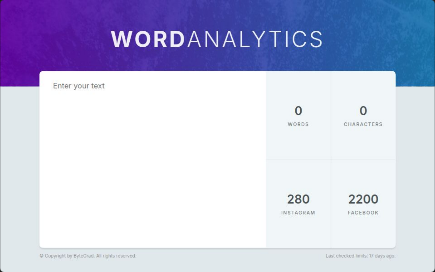 WORDANALYTICS
Enter your text
0
WORDS
0
CHARACTERS
280
INSTAGRAM
2200
FACEBOOK
© Copyright by ByteGrad. All rights reserved.
Last checked limits: 11 days ago.